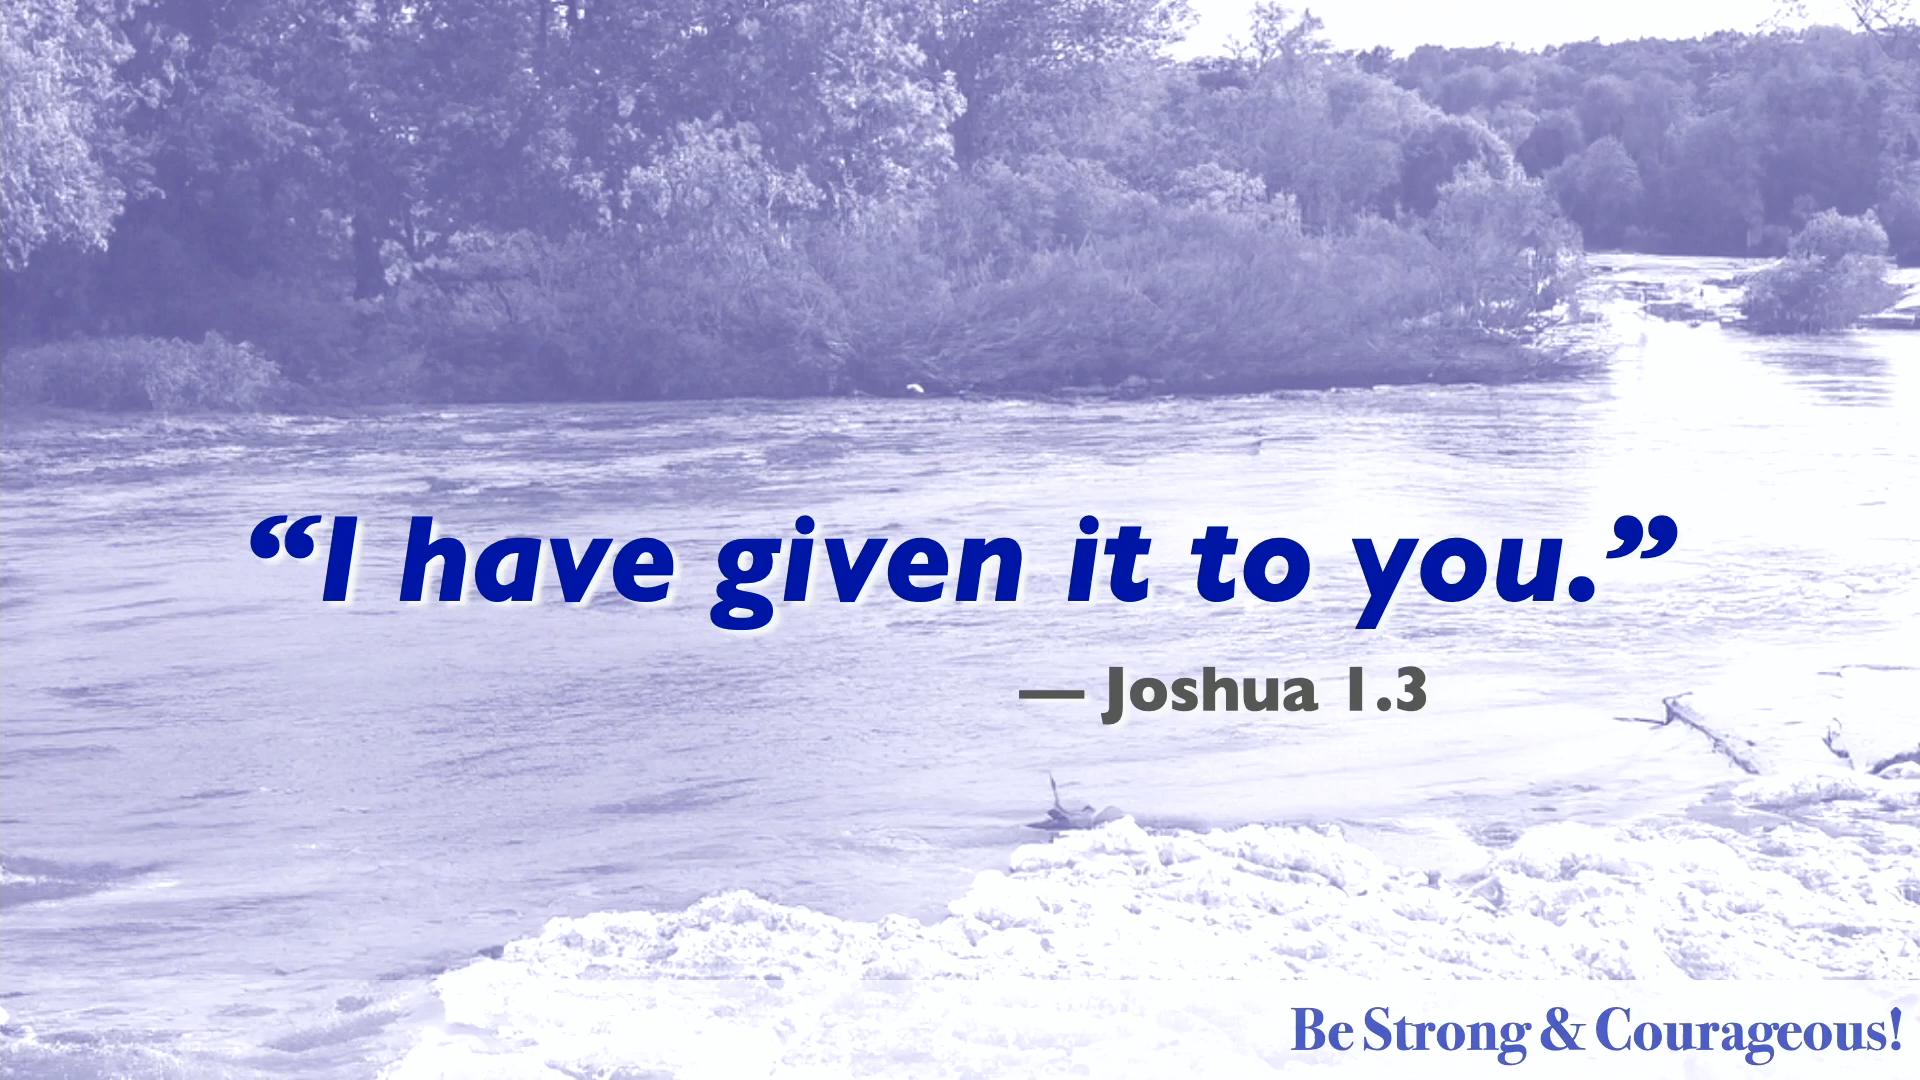 “I have given it to you.”
— Joshua 1.3
Be Strong & Courageous!